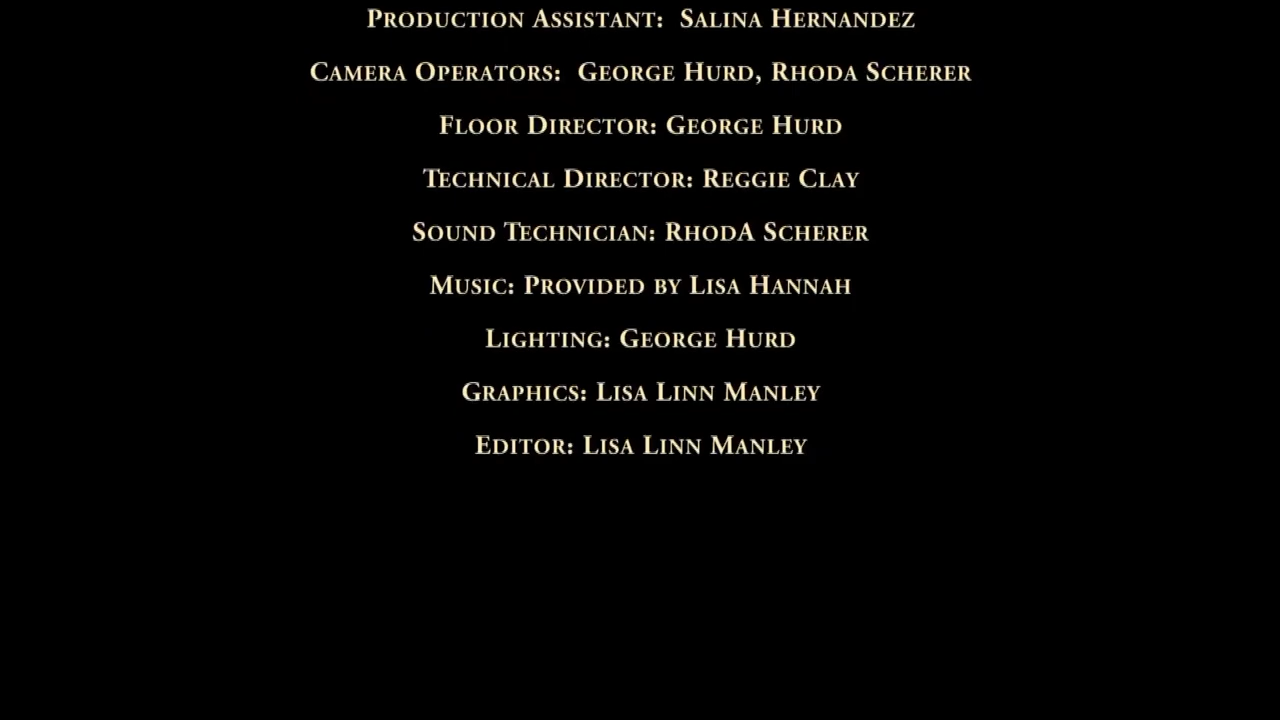 Production Assistant:  Salina Hernandez
Camera Operators:  George Hurd, Rhoda Scherer
Floor Director: George Hurd
Technical Director: Reggie Clay
Sound Technician: RhodA Scherer
Music: Provided by Lisa Hannah
Lighting: George Hurd
Graphics: Lisa Linn Manley
Editor: Lisa Linn Manley